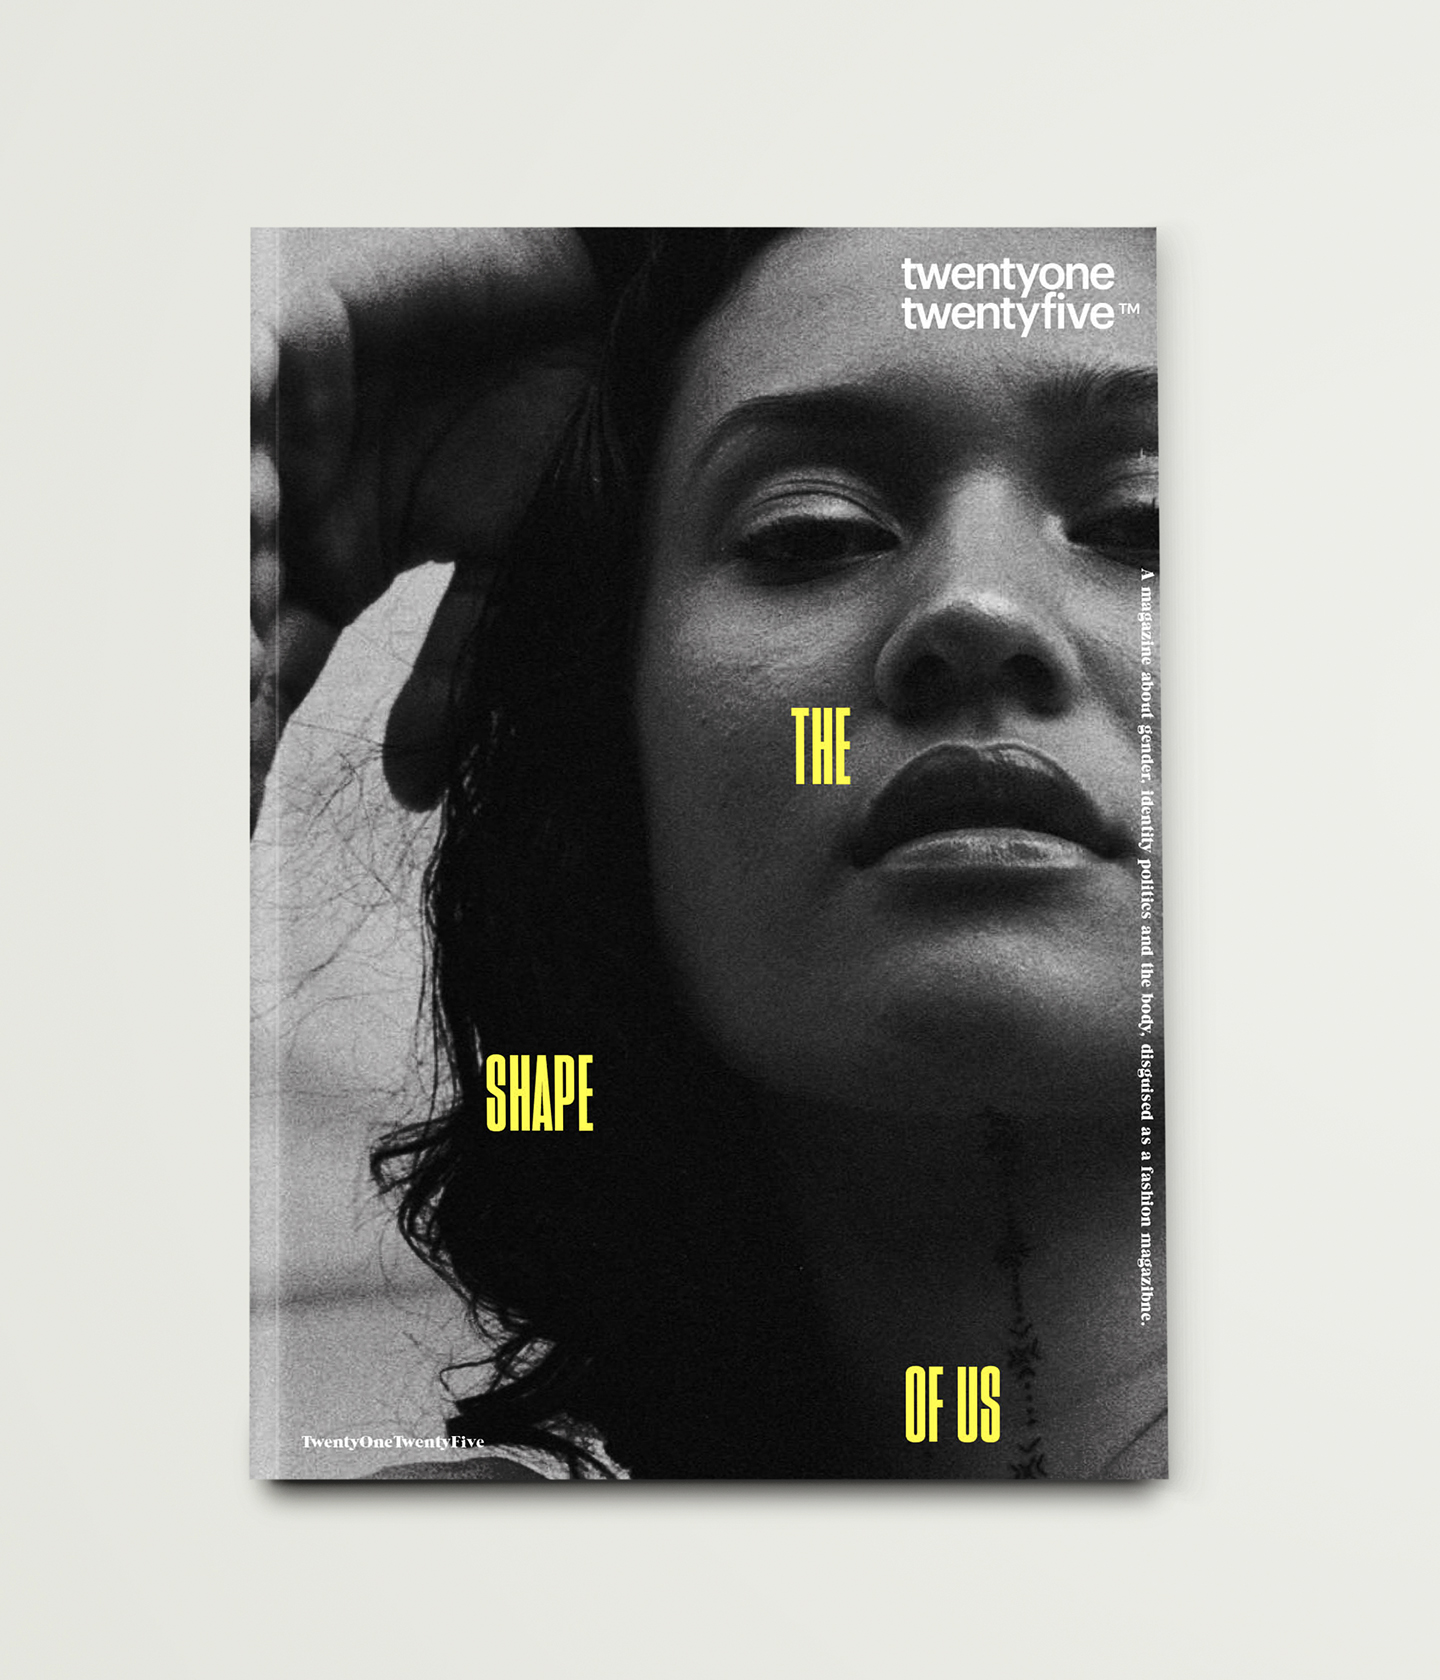 twentyone
twentyfive™
A magazine about gender, identity politics and the body, disguised as a fashion magazibne.
THE
SHAPE
OF US
TwentyOneTwentyFive